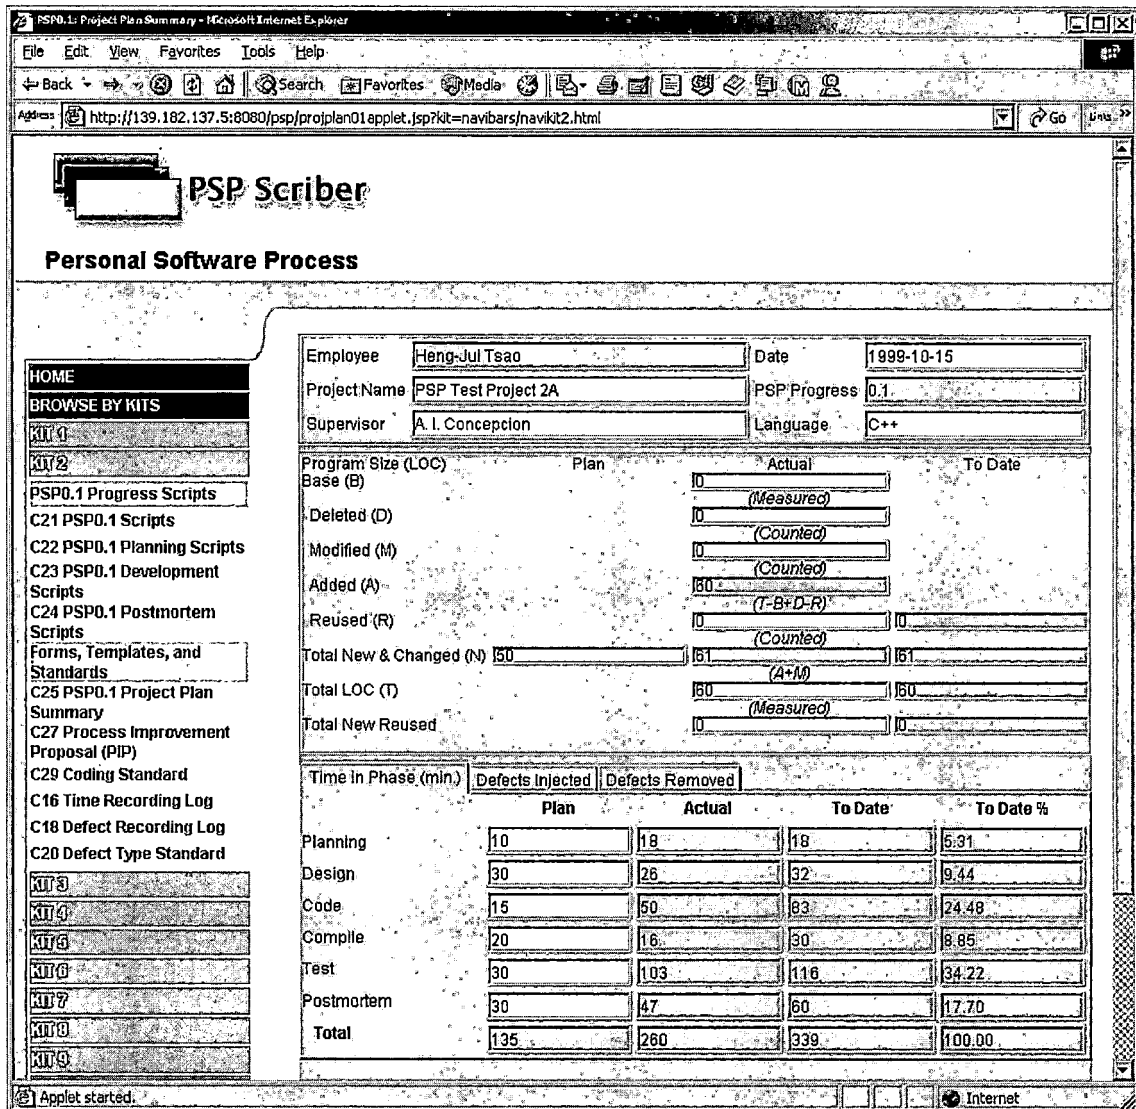 PSP0.1: Project Plan Summary - Microsoft Internet Explorer
File Edit View Favorites Tools Help
Back Search Favorites Media
Address http://139.182.137.5:8080/psp/projplan01applet.jsp?kit=navibars/navikit2.html Go Links »
PSP Scriber
Personal Software Process
HOME
BROWSE BY KITS
KIT 1
KIT 2
PSP0.1 Progress Scripts
C21 PSP0.1 Scripts
C22 PSP0.1 Planning Scripts
C23 PSP0.1 Development
Scripts
C24 PSP0.1 Postmortem
Scripts
Forms, Templates, and
Standards
C25 PSP0.1 Project Plan
Summary
C27 Process Improvement
Proposal (PIP)
C29 Coding Standard
C16 Time Recording Log
C18 Defect Recording Log
C20 Defect Type Standard
KIT 3
KIT 4
KIT 5
KIT 6
KIT 7
KIT 8
KIT 9
Employee Heng-Jui Tsao Date 1999-10-15
Project Name PSP Test Project 2A PSP Progress 0.1
Supervisor A. I. Concepcion Language C++
Program Size (LOC) Plan Actual To Date
Base (B) 0
(Measured)
Deleted (D) 0
(Counted)
Modified (M) 0
(Counted)
Added (A) 60
(T-B+D-R)
Reused (R) 0 0
(Counted)
Total New & Changed (N) 50 61 61
(A+M)
Total LOC (T) 60 60
(Measured)
Total New Reused 0 0
Time in Phase (min.) Defects Injected Defects Removed
Plan Actual To Date To Date %
Planning 10 18 18 5.31
Design 30 26 32 9.44
Code 15 50 83 24.48
Compile 20 16 30 8.85
Test 30 103 116 34.22
Postmortem 30 47 60 17.70
Total 135 260 339 100.00
Applet started. Internet